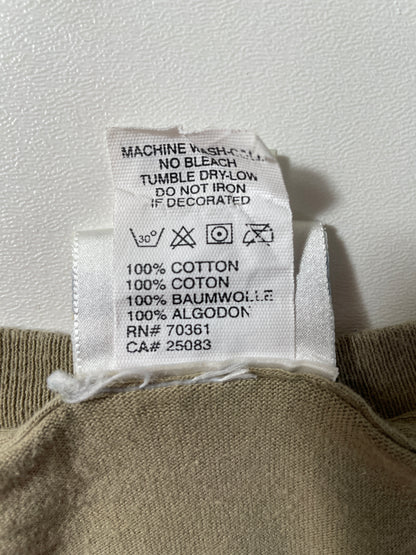 MACHINE WASH-COLD
NO BLEACH
TUMBLE DRY-LOW
DO NOT IRON
IF DECORATED
30°
100% COTTON
100% COTON
100% BAUMWOLLE
100% ALGODON
RN# 70361
CA# 25083